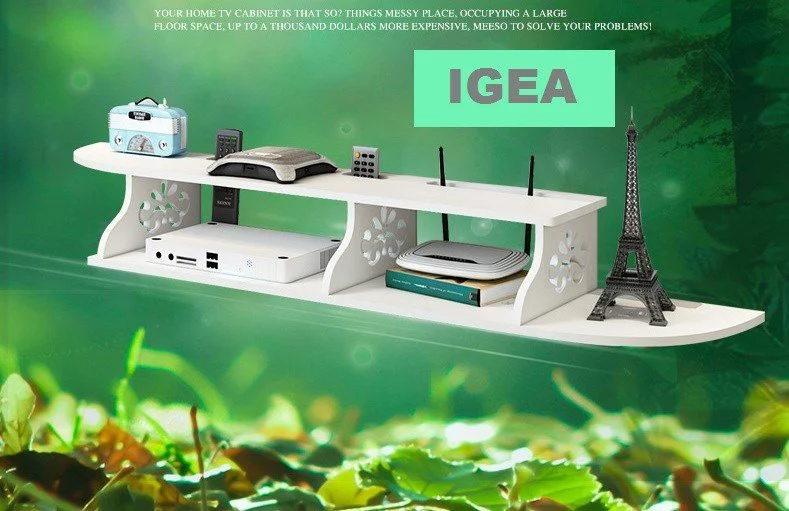 YOUR HOME TV CABINET IS THAT SO? THINGS MESSY PLACE, OCCUPYING A LARGE
FLOOR SPACE, UP TO A THOUSAND DOLLARS MORE EXPENSIVE, MEESO TO SOLVE YOUR PROBLEMS!
IGEA